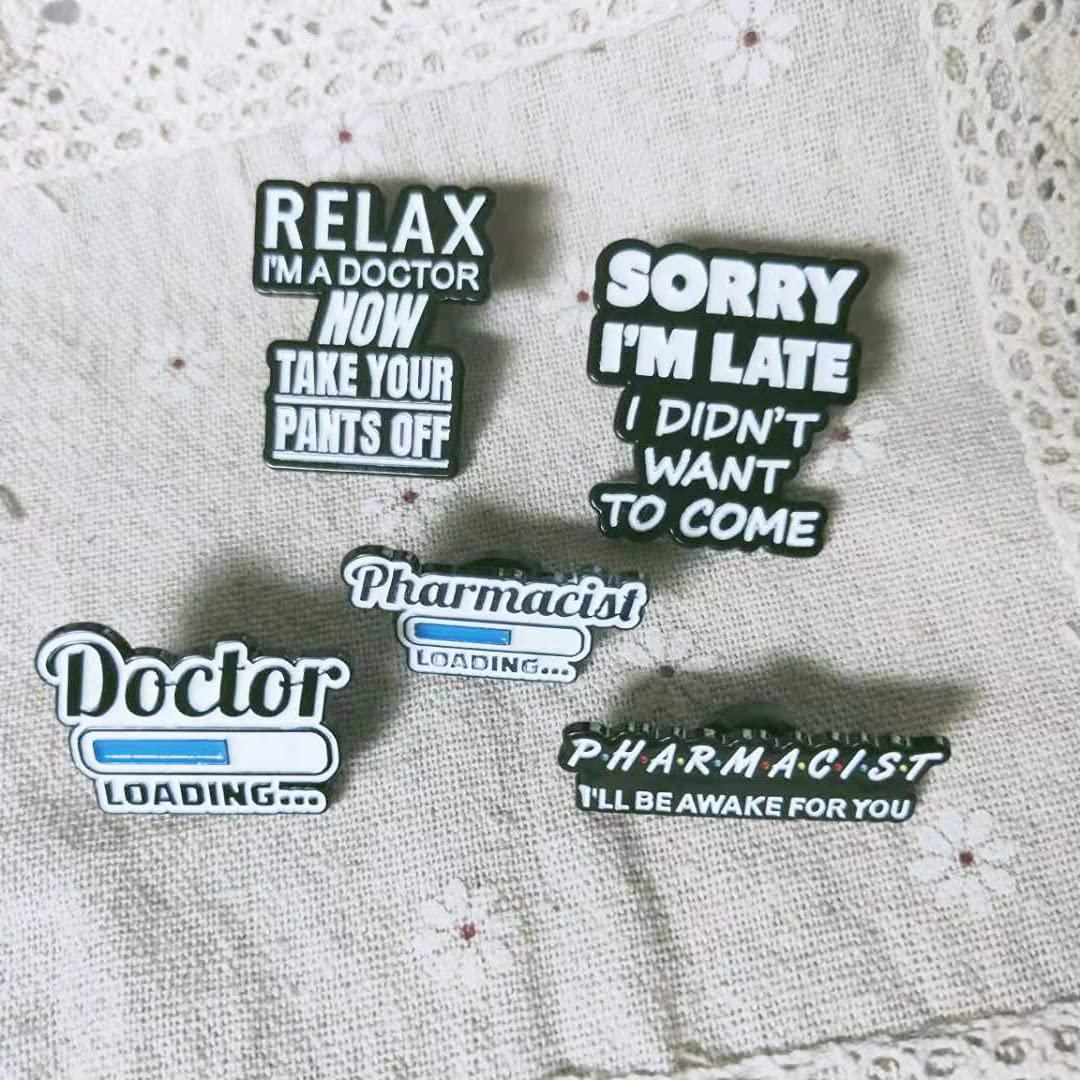 RELAX
I'M A DOCTOR
NOW
TAKE YOUR
PANTS OFF
SORRY
I'M LATE
I DIDN'T
WANT
TO COME
Pharmacist
LOADING...
Doctor
LOADING...
P·H·A·R·M·A·C·I·S·T
I'LL BE AWAKE FOR YOU